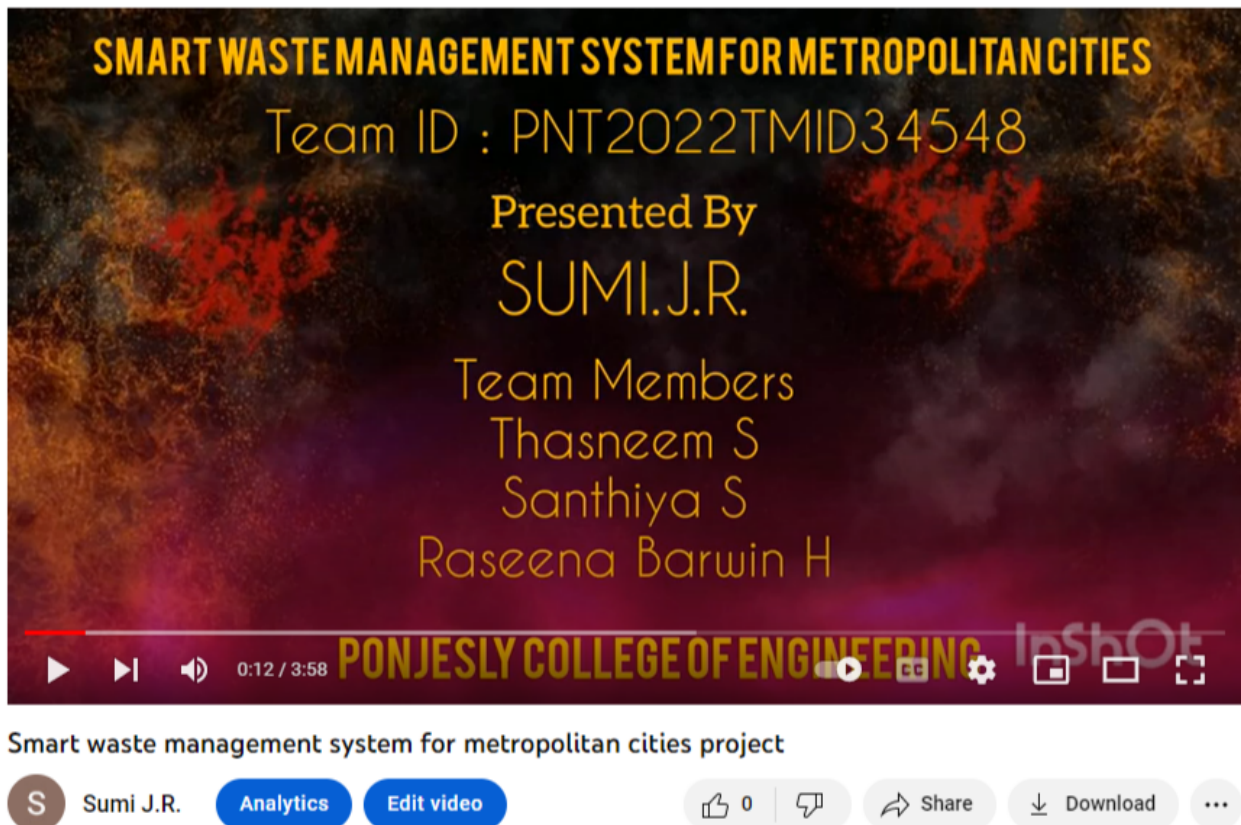 SMART WASTE MANAGEMENT SYSTEM FOR METROPOLITAN CITIES
Team ID : PNT2022TMID34548
Presented By
SUMI.J.R.
Team Members
Thasneem S
Santhiya S
Raseena Barwin H
PONJESLY COLLEGE OF ENGINEERING
InShOt
0:12 / 3:58
CC
Smart waste management system for metropolitan cities project
S Sumi J.R. Analytics Edit video 0 Share Download ...